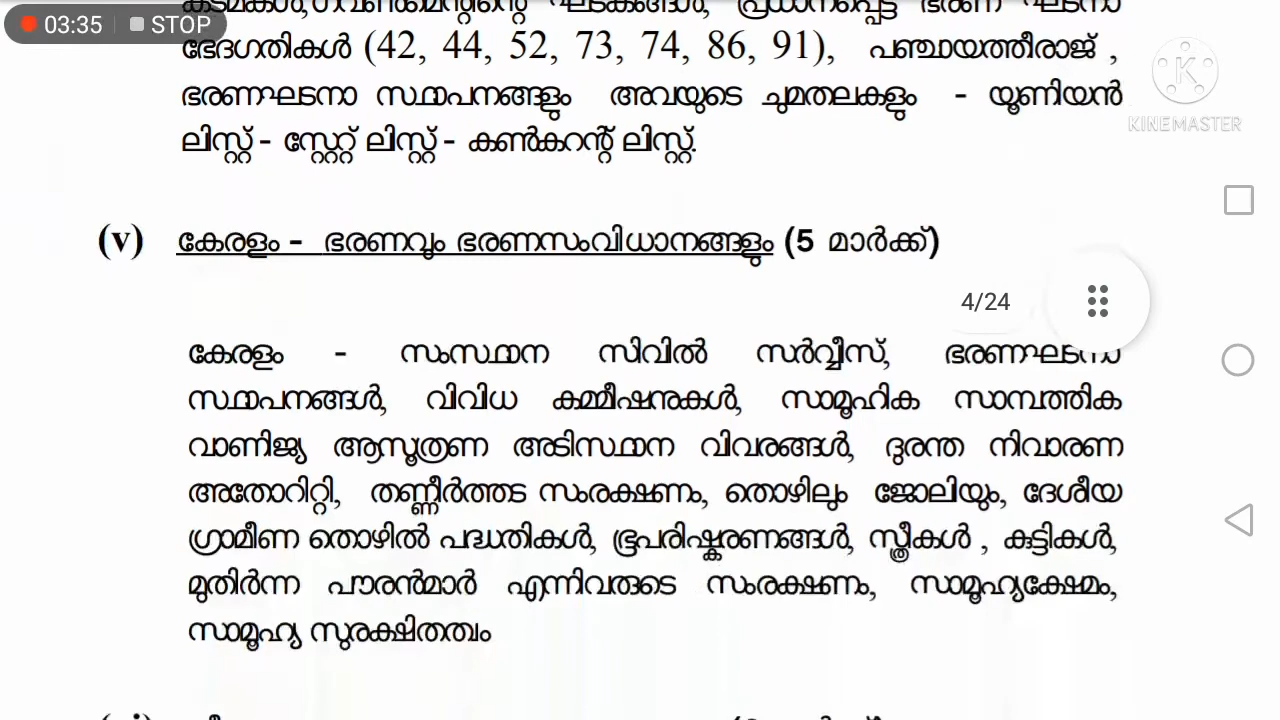 03:35 STOP
ഭേദഗതികൾ (42, 44, 52, 73, 74, 86, 91), പഞ്ചായത്തീരാജ് ,
KINEMASTER
ഭരണഘടനാ സ്ഥാപനങ്ങളും അവയുടെ ചുമതലകളും - യൂണിയൻ
ലിസ്റ്റ് - സ്റ്റേറ്റ് ലിസ്റ്റ് - കൺകറന്റ് ലിസ്റ്റ്.
(v) കേരളം - ഭരണവും ഭരണസംവിധാനങ്ങളും (5 മാർക്ക്)
4/24
കേരളം - സംസ്ഥാന സിവിൽ സർവ്വീസ്, ഭരണഘടനാ
സ്ഥാപനങ്ങൾ, വിവിധ കമ്മീഷനുകൾ, സാമൂഹിക സാമ്പത്തിക
വാണിജ്യ ആസൂത്രണ അടിസ്ഥാന വിവരങ്ങൾ, ദുരന്ത നിവാരണ
അതോറിറ്റി, തണ്ണീർത്തട സംരക്ഷണം, തൊഴിലും ജോലിയും, ദേശീയ
ഗ്രാമീണ തൊഴിൽ പദ്ധതികൾ, ഭൂപരിഷ്കരണങ്ങൾ, സ്ത്രീകൾ , കുട്ടികൾ,
മുതിർന്ന പൗരൻമാർ എന്നിവരുടെ സംരക്ഷണം, സാമൂഹ്യക്ഷേമം,
സാമൂഹ്യ സുരക്ഷിതത്വം